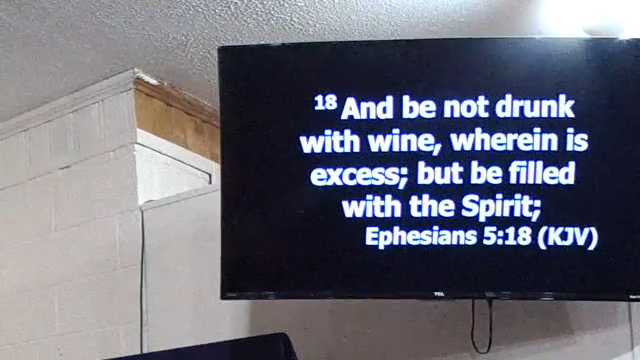 18 And be not drunk
with wine, wherein is
excess; but be filled
with the Spirit;
Ephesians 5:18 (KJV)
TCL